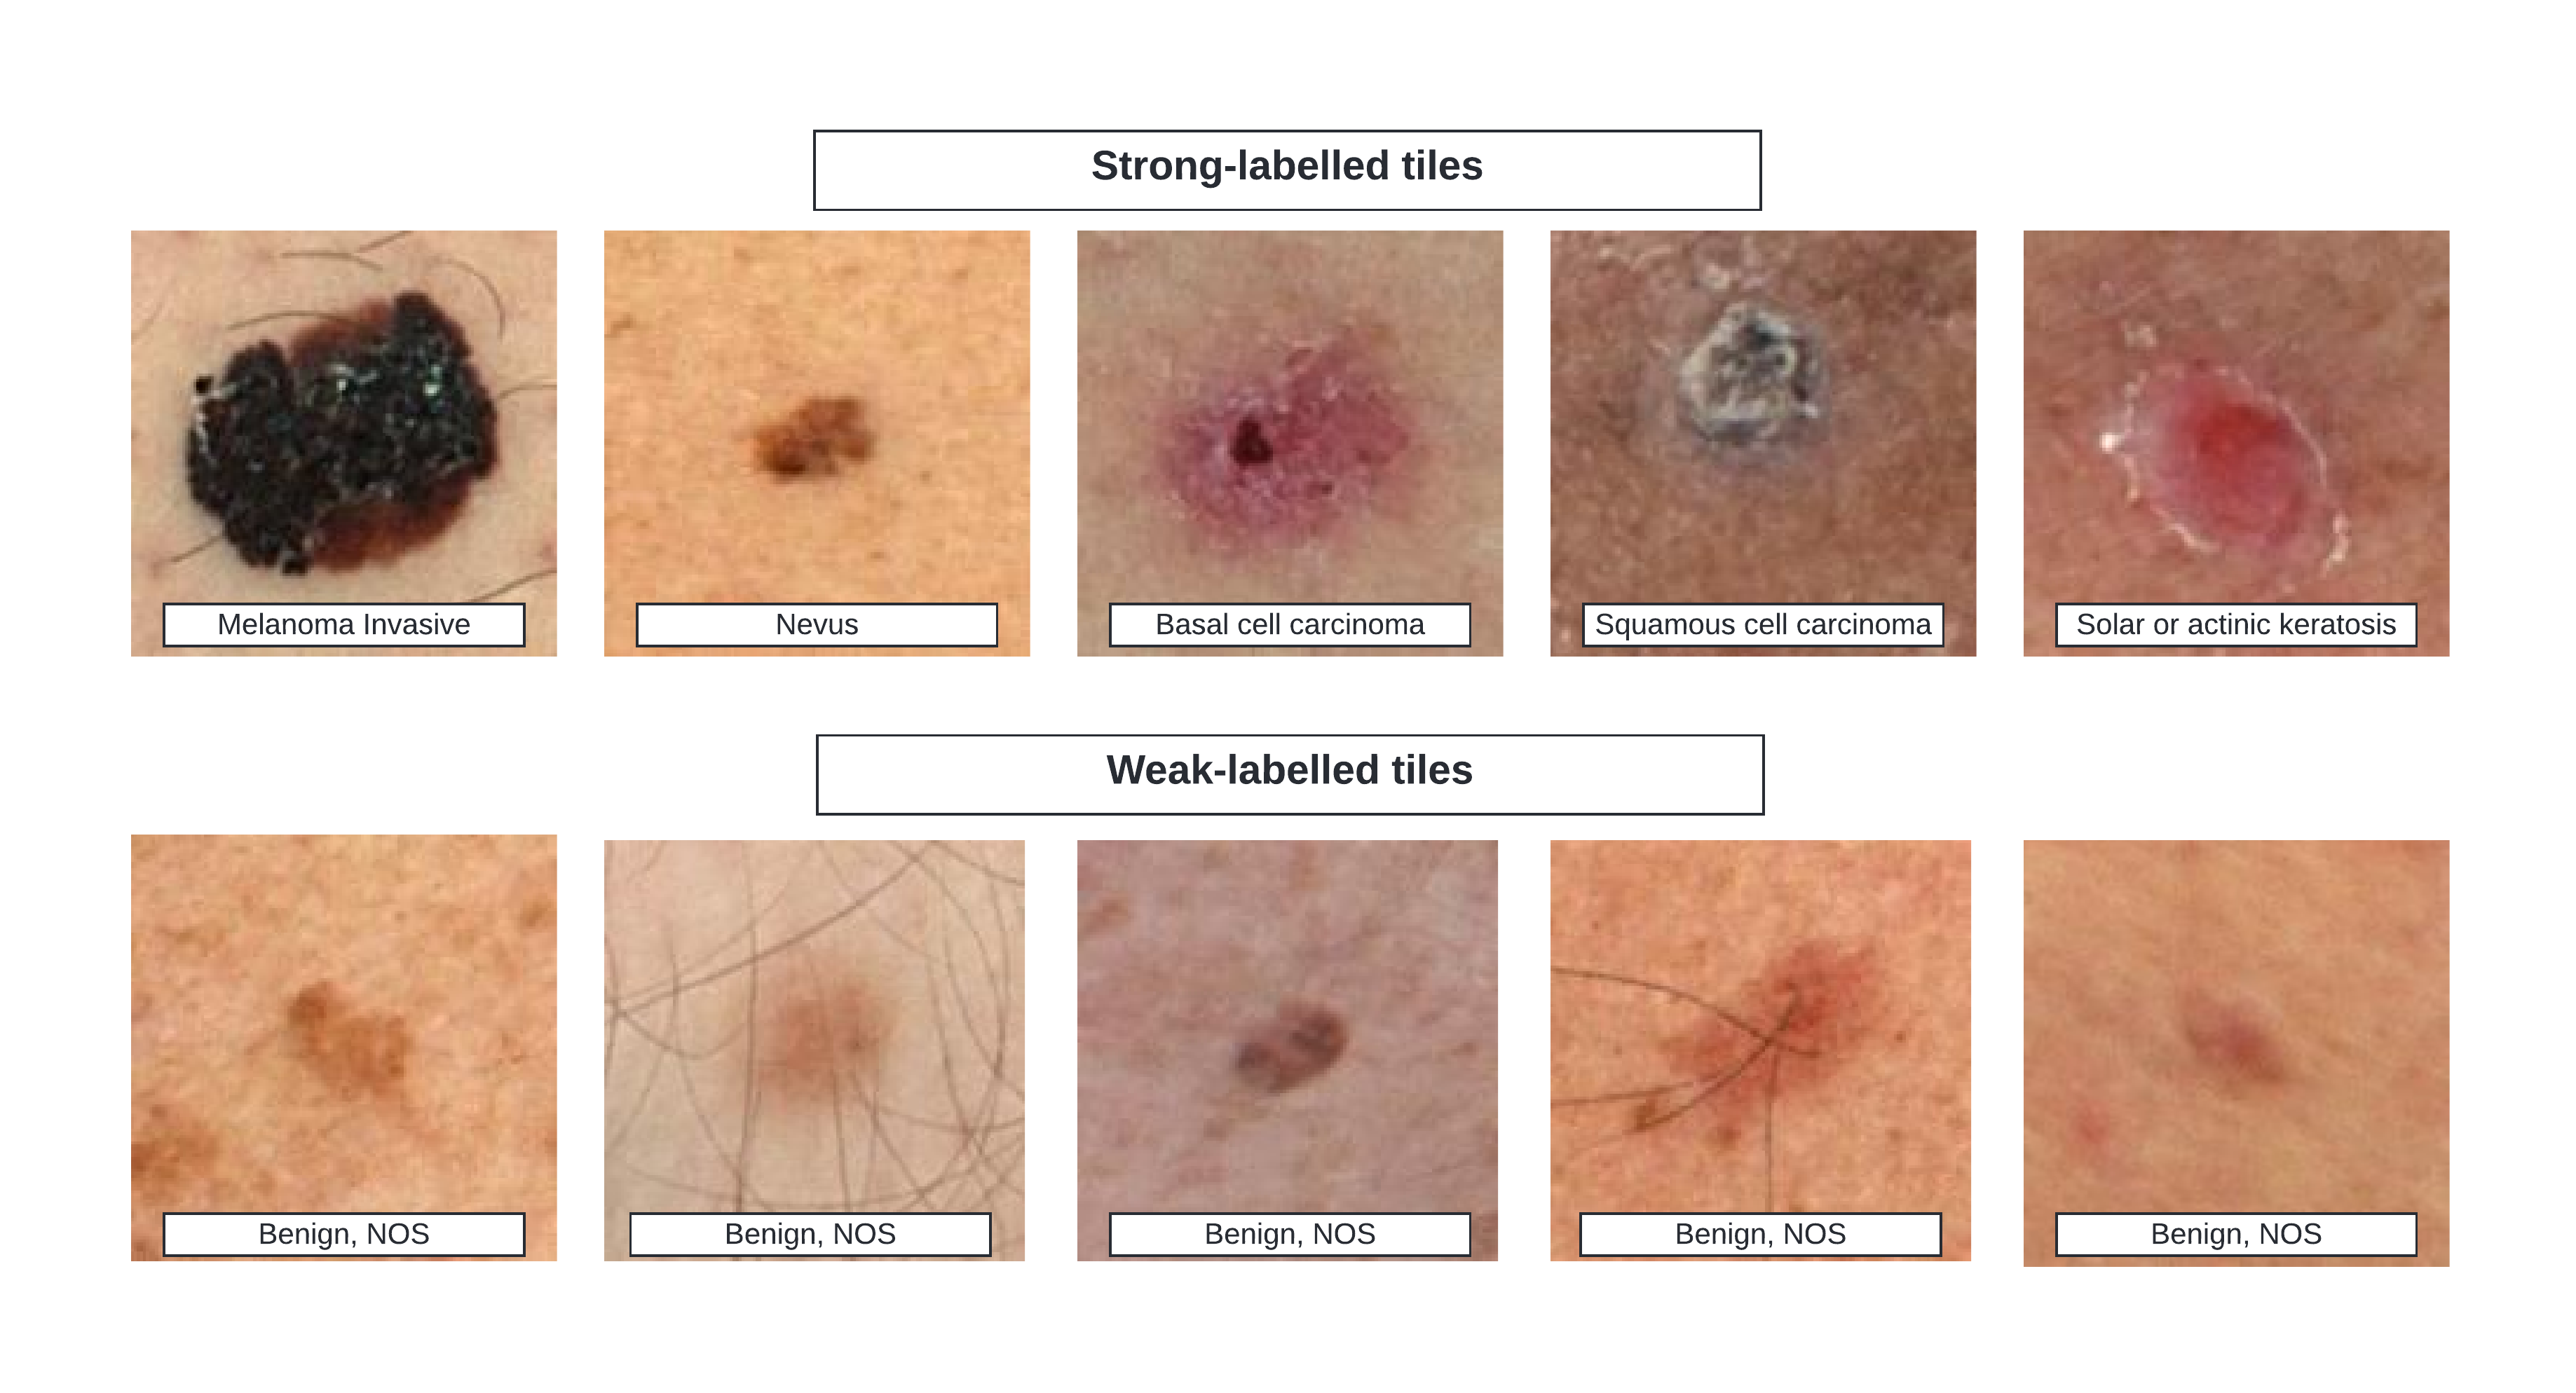 Strong-labelled tiles
Melanoma Invasive
Nevus
Basal cell carcinoma
Squamous cell carcinoma
Solar or actinic keratosis
Weak-labelled tiles
Benign, NOS
Benign, NOS
Benign, NOS
Benign, NOS
Benign, NOS